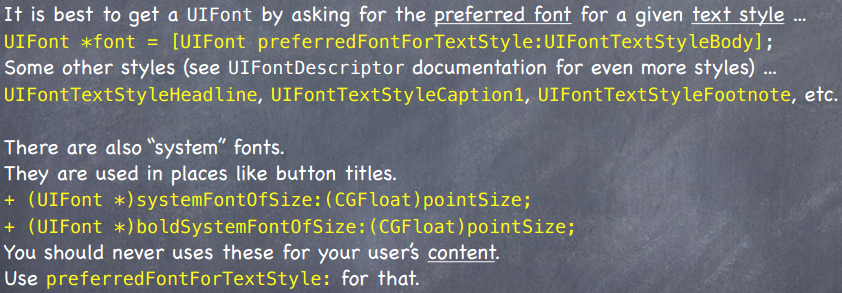 It is best to get a UIFont by asking for the preferred font for a given text style ...
UIFont *font = [UIFont preferredFontForTextStyle:UIFontTextStyleBody];
Some other styles (see UIFontDescriptor documentation for even more styles) ...
UIFontTextStyleHeadline, UIFontTextStyleCaption1, UIFontTextStyleFootnote, etc.
There are also “system” fonts.
They are used in places like button titles.
+ (UIFont *)systemFontOfSize:(CGFloat)pointSize;
+ (UIFont *)boldSystemFontOfSize:(CGFloat)pointSize;
You should never uses these for your user’s content.
Use preferredFontForTextStyle: for that.